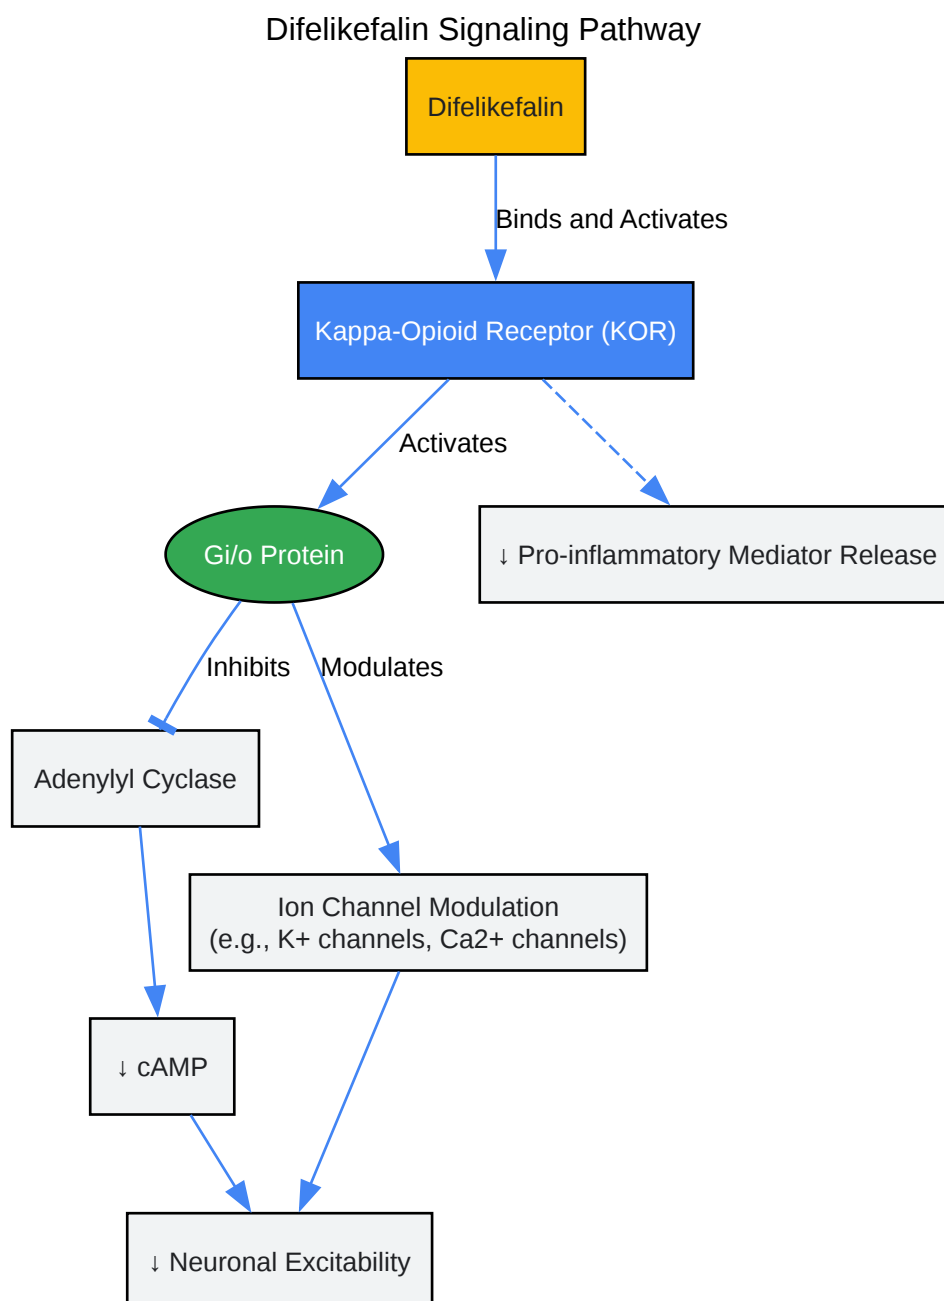 Difelikefalin Signaling Pathway
Difelikefalin
Binds and Activates
Kappa-Opioid Receptor (KOR)
Activates
Gi/o Protein
↓ Pro-inflammatory Mediator Release
Inhibits
Modulates
Adenylyl Cyclase
Ion Channel Modulation
(e.g., K+ channels, Ca2+ channels)
↓ cAMP
↓ Neuronal Excitability